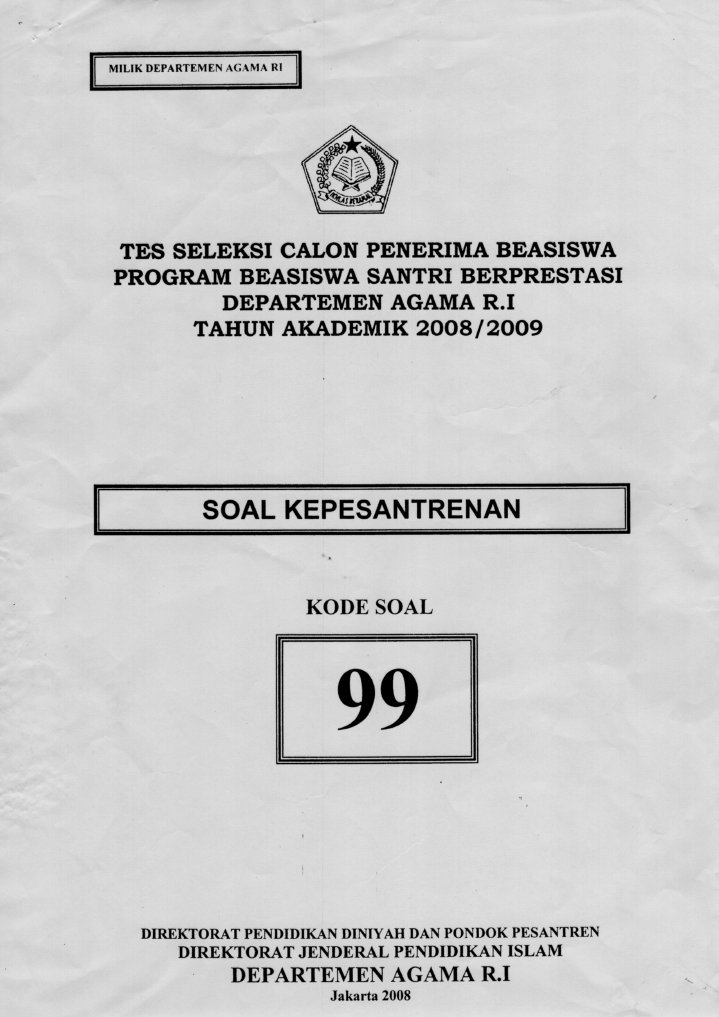 MILIK DEPARTEMEN AGAMA RI
IKHLAS BERAMAL
TES SELEKSI CALON PENERIMA BEASISWA
PROGRAM BEASISWA SANTRI BERPRESTASI
DEPARTEMEN AGAMA R.I
TAHUN AKADEMIK 2008/2009
SOAL KEPESANTRENAN
KODE SOAL
99
DIREKTORAT PENDIDIKAN DINIYAH DAN PONDOK PESANTREN
DIREKTORAT JENDERAL PENDIDIKAN ISLAM
DEPARTEMEN AGAMA R.I
Jakarta 2008